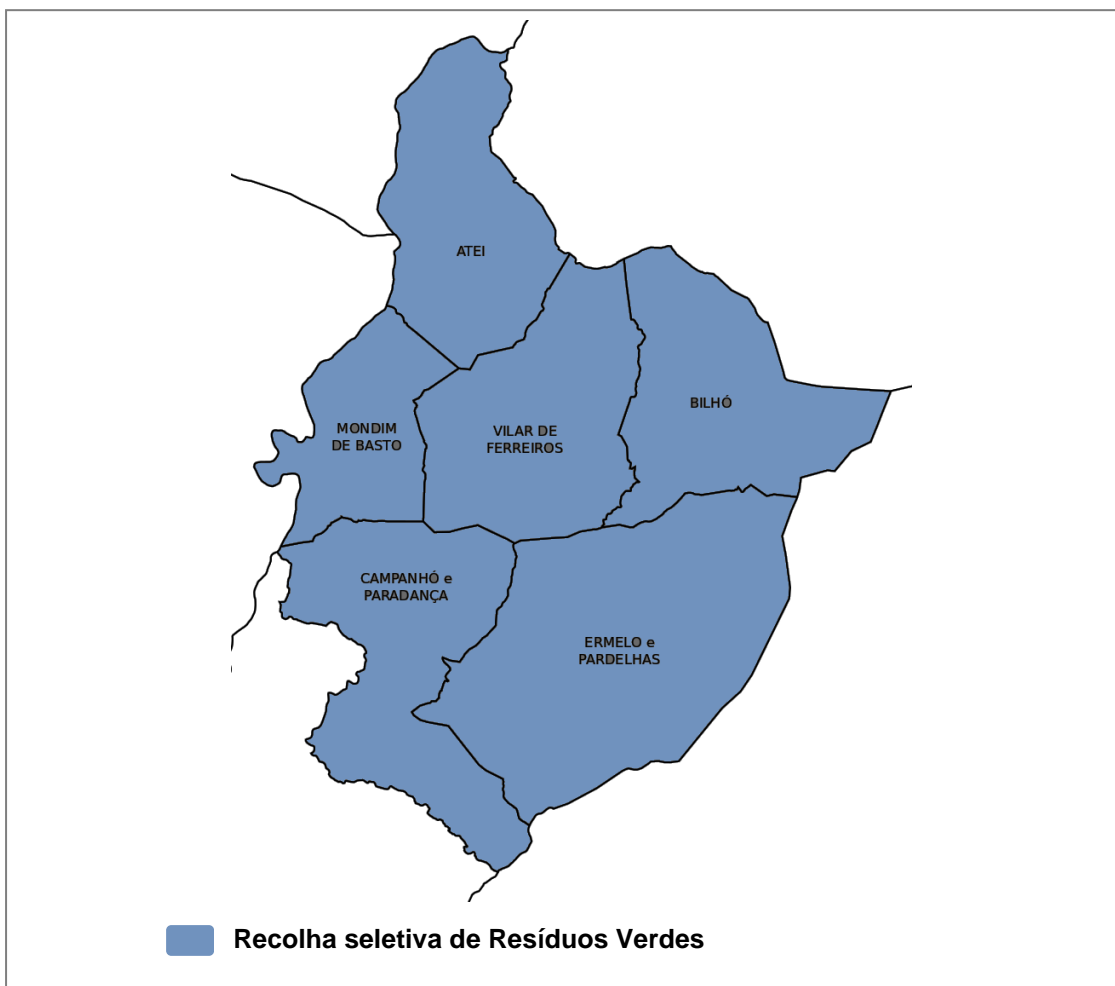 ATEI
BILHÓ
MONDIM
DE BASTO
VILAR DE
FERREIROS
CAMPANHÓ e
PARADANÇA
ERMELO e
PARDELHAS
Recolha seletiva de Resíduos Verdes